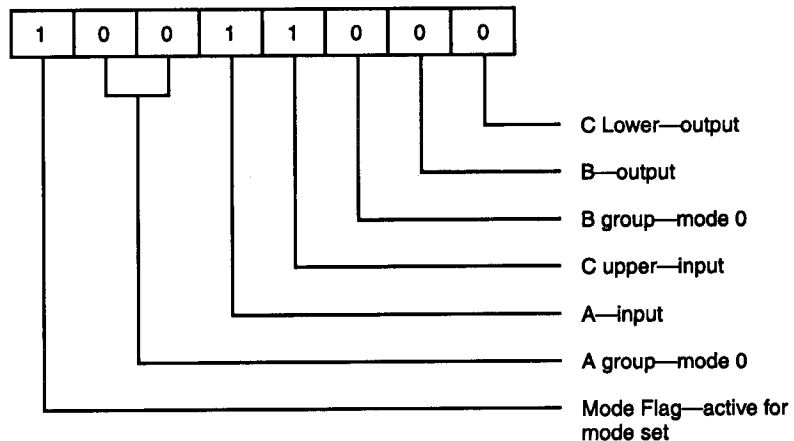 1 0 0 1 1 0 0 0
C Lower—output
B—output
B group—mode 0
C upper—input
A—input
A group—mode 0
Mode Flag—active for
mode set